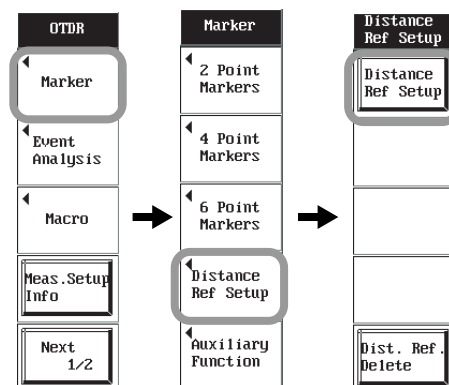 OTDR
Marker
Event
Analysis
Macro
Meas.Setup
Info
Next
1/2
Marker
2 Point
Markers
4 Point
Markers
6 Point
Markers
Distance
Ref Setup
Auxiliary
Function
Distance
Ref Setup
Distance
Ref Setup
Dist. Ref.
Delete